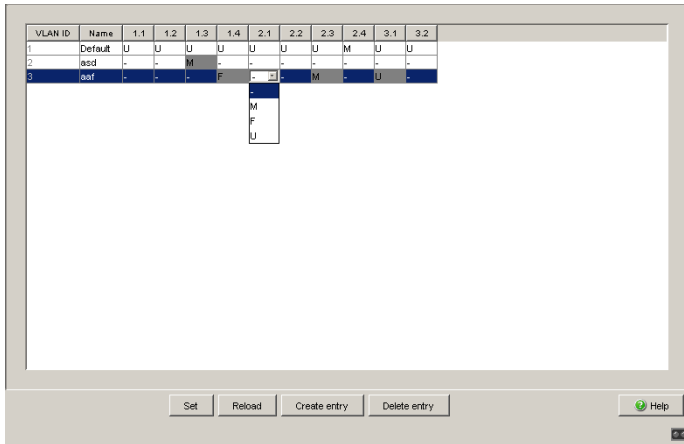 VLAN ID Name 1.1 1.2 1.3 1.4 2.1 2.2 2.3 2.4 3.1 3.2
1 Default U U U U U U U M U U
2 asd - - M - - - - - - -
3 aaf - - - F - - M - U -
-
M
F
U
Set Reload Create entry Delete entry Help